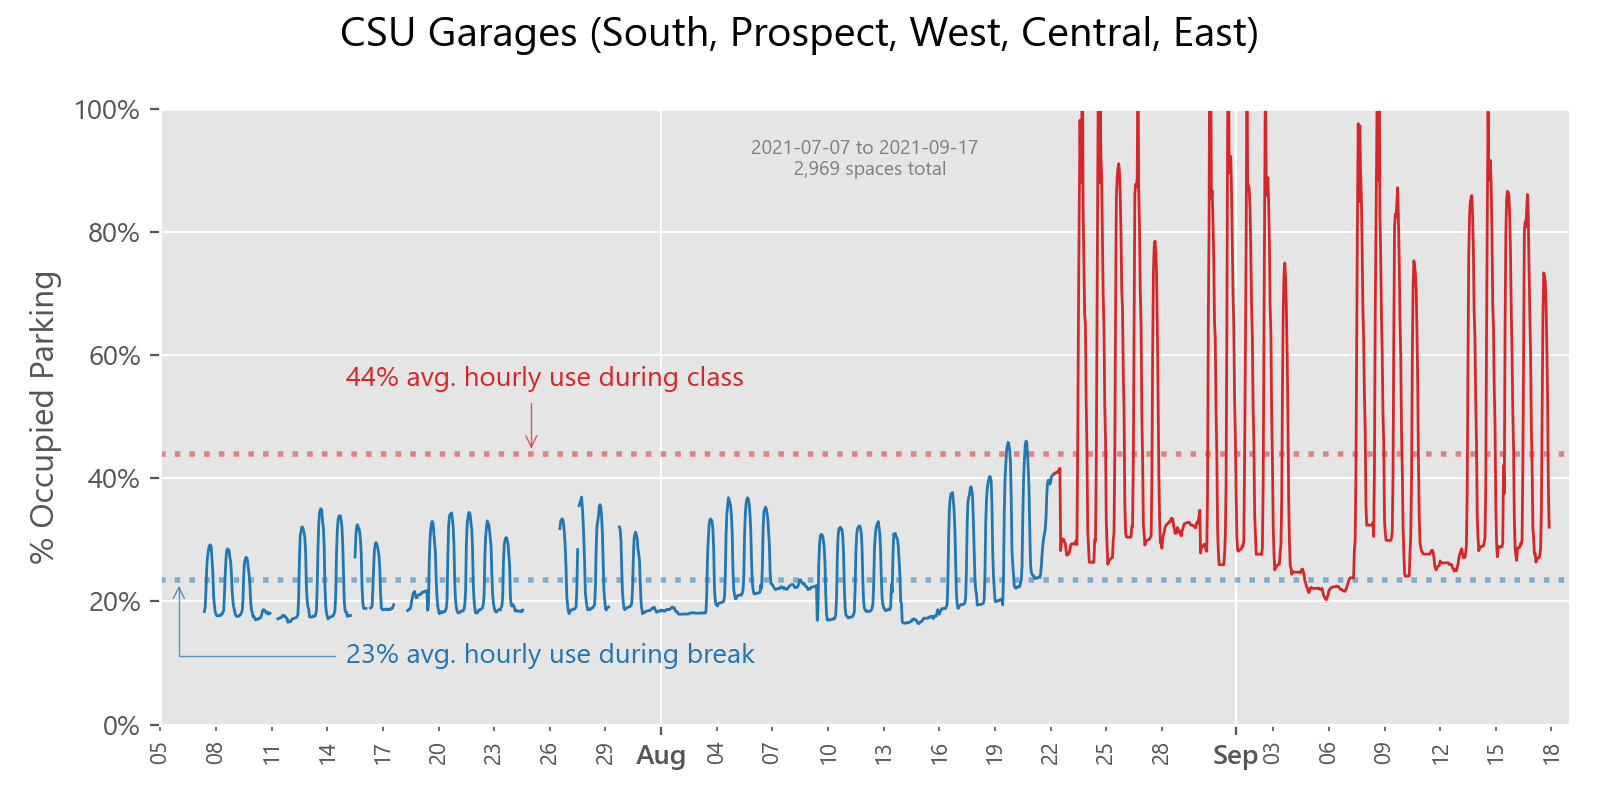 CSU Garages (South, Prospect, West, Central, East)
100%
2021-07-07 to 2021-09-17
2,969 spaces total
80%
60%
44% avg. hourly use during class
% Occupied Parking
40%
20%
23% avg. hourly use during break
0%
05 08 11 14 17 20 23 26 29 Aug 04 07 10 13 16 19 22 25 28 Sep 03 06 09 12 15 18